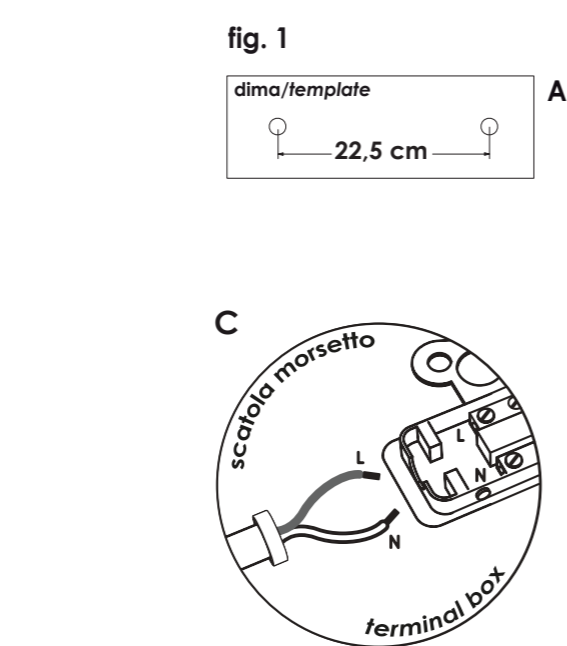 fig. 1
dima/template
A
22,5 cm
C
scatola morsetto
L
L
N
N
terminal box